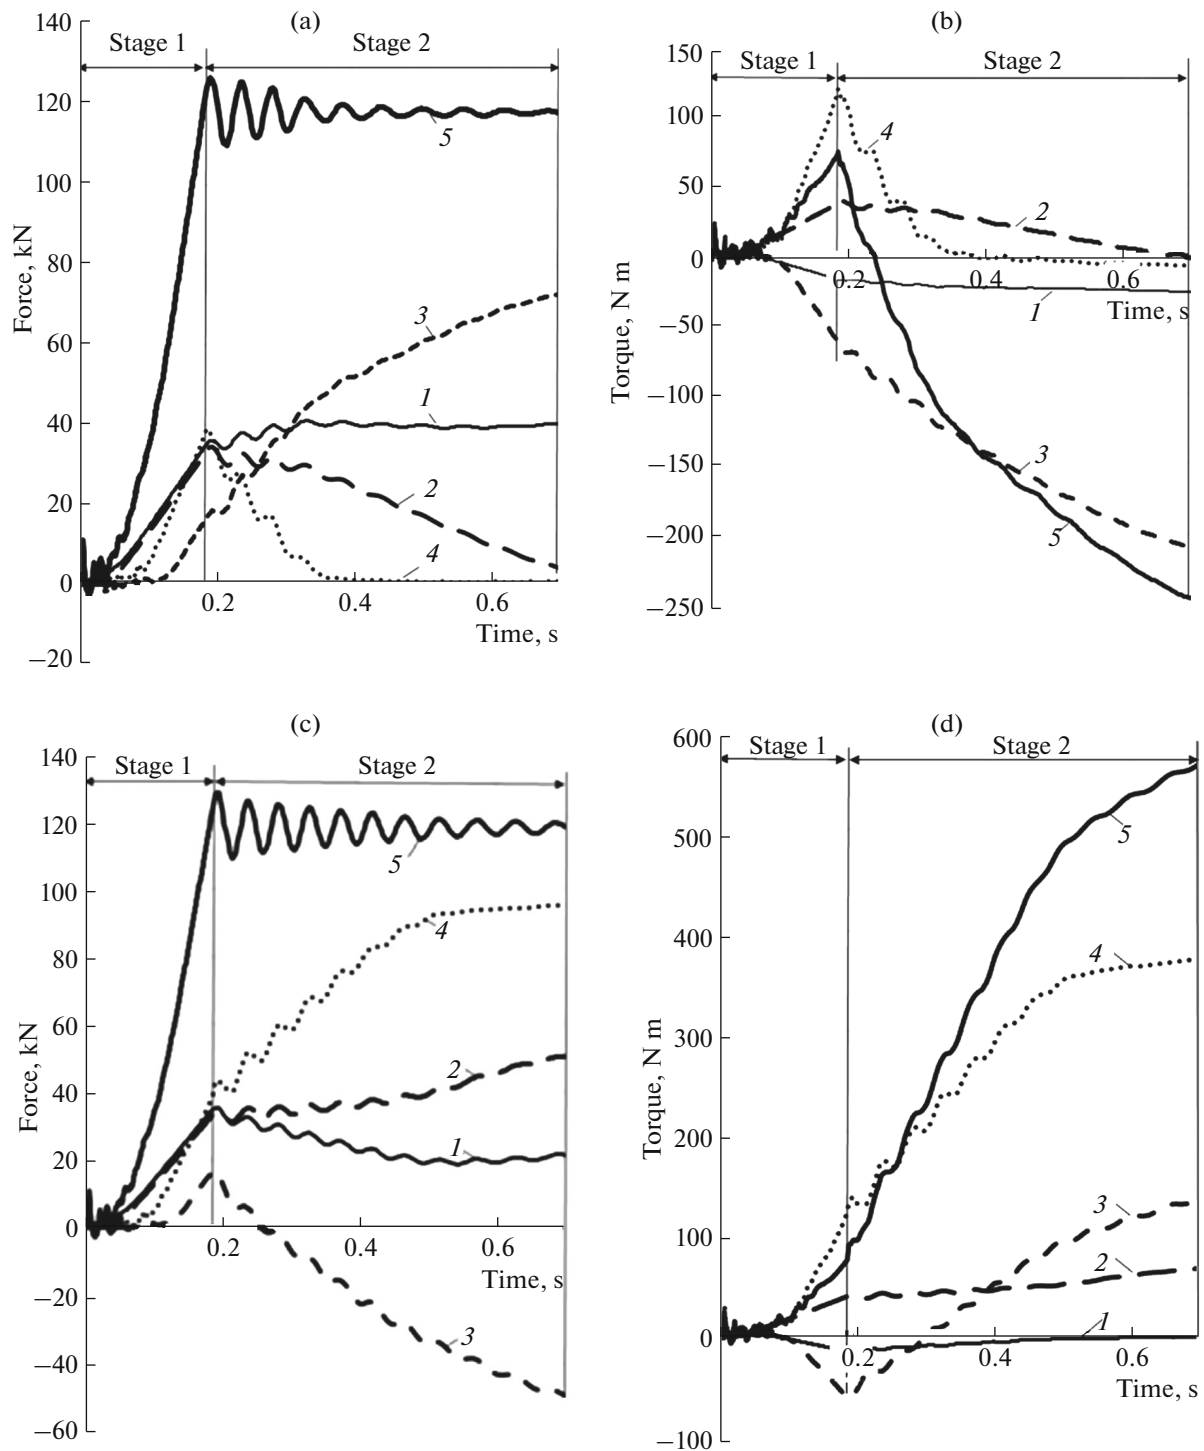 (a)
140
Stage 1 Stage 2
120
5
100
80
Force, kN
3
60
1
40
2
20
4
0
0.2 0.4 0.6
Time, s
−20
(b)
150
Stage 1 Stage 2
100
4
50
2
0
0.2 0.4 0.6
1
Time, s
−50
Torque, N m
−100
3
−150
5
−200
−250
(c)
140
Stage 1 Stage 2
120
5
100
4
80
Force, kN
60
2
40
1
20
0
0.2 0.4 0.6
Time, s
−20
3
−40
−60
(d)
600
Stage 1 Stage 2
5
500
400
4
300
Torque, N m
200
3
100
2
1
0
0.2 0.4 0.6
Time, s
−100